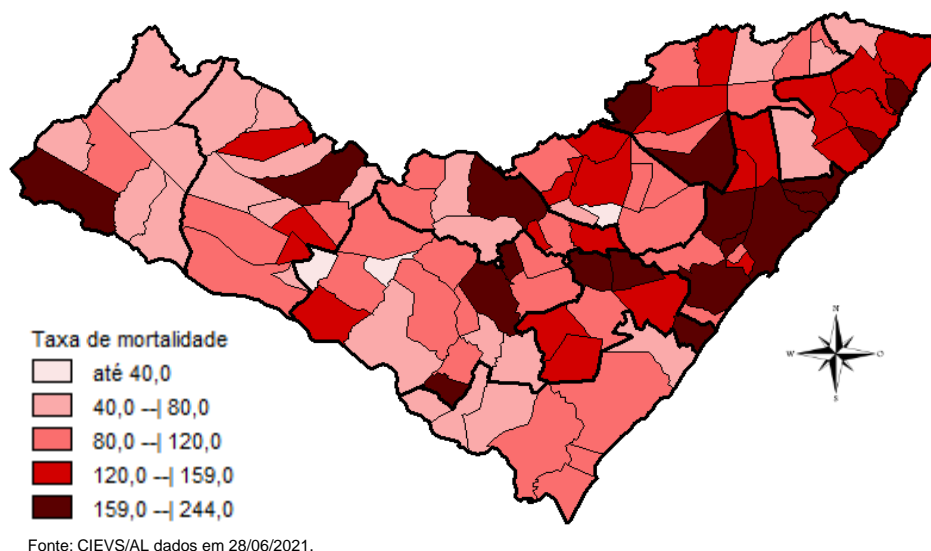 Taxa de mortalidade
até 40,0
40,0 --| 80,0
80,0 --| 120,0
120,0 --| 159,0
159,0 --| 244,0
N
W
O
S
Fonte: CIEVS/AL dados em 28/06/2021.